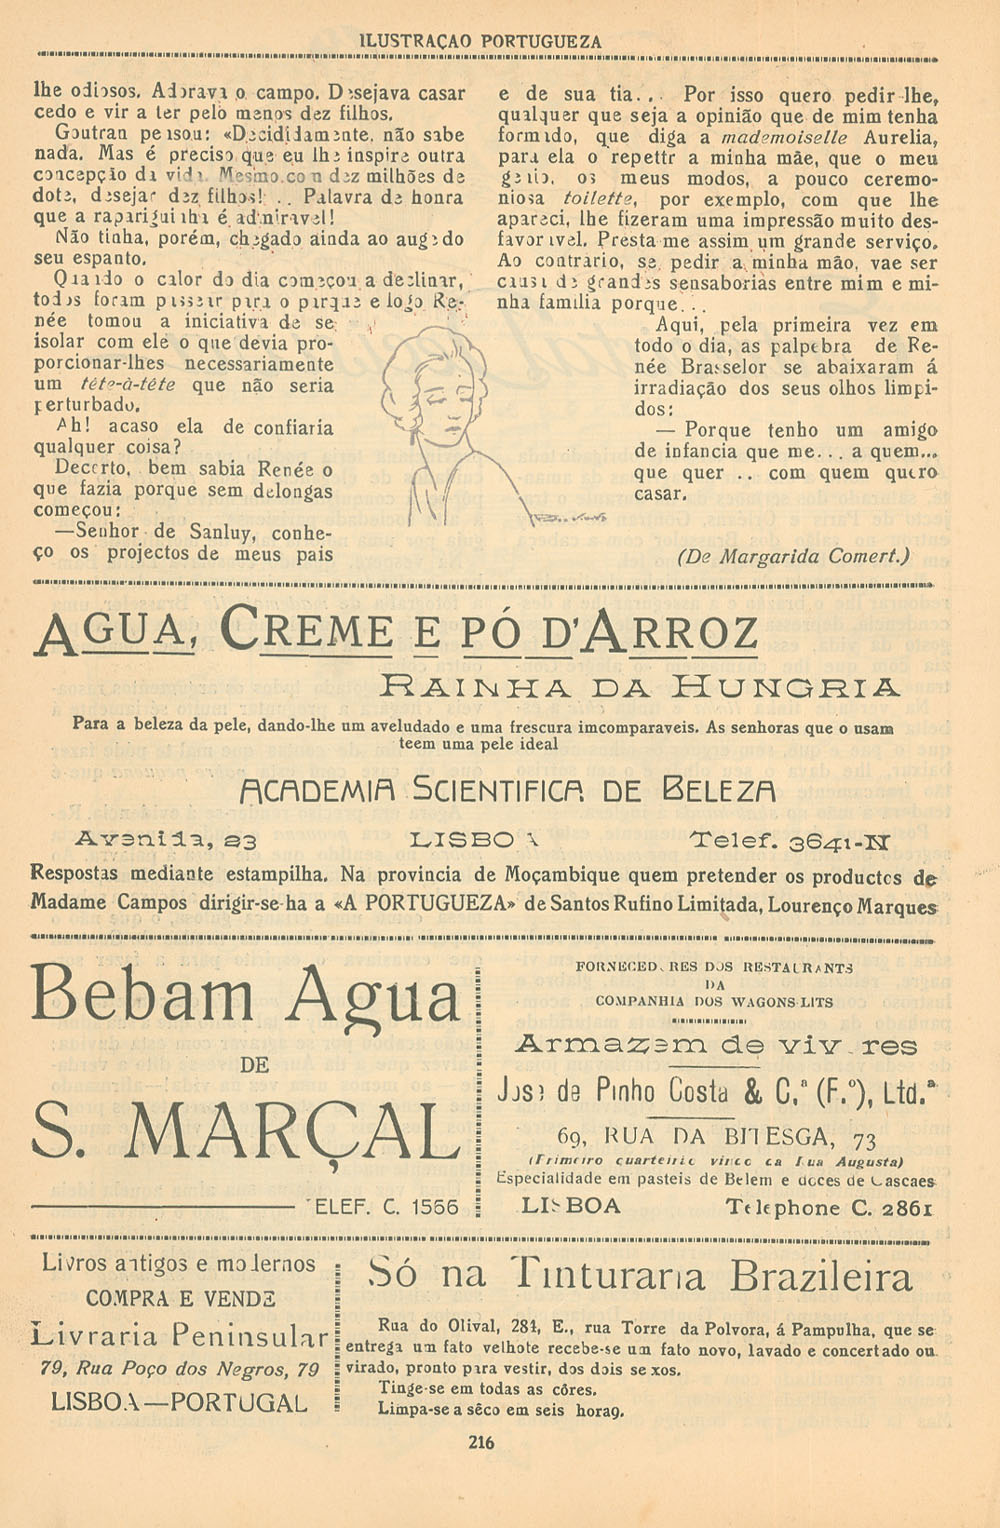 ILUSTRAÇAO PORTUGUEZA
lhe odiosos. Adorava o campo. Desejava casar
cedo e vir a ter pelo menos dez filhos.
Goutran pensou: «Decididamente, não sabe
nada. Mas é preciso que eu lhe inspire outra
concepção da vida. Mesmo com dez milhões de
dote, desejar dez filhos! .. Palavra de honra
que a rapariguinha é admiravel!
Não tinha, porém, chegado ainda ao auge do
seu espanto.
Quando o calor do dia começou a declinar,
todos foram passear para o parque e logo Re-
née tomou a iniciativa de se
isolar com ele o que devia pro-
porcionar-lhes necessariamente
um tête-à-tête que não seria
perturbado.
Ah! acaso ela de confiaria
qualquer coisa?
Decerto, bem sabia Renée o
que fazia porque sem delongas
começou:
—Senhor de Sanluy, conhe-
ço os projectos de meus pais
e de sua tia... Por isso quero pedir-lhe,
qualquer que seja a opinião que de mim tenha
formido, que diga a mademoiselle Aurelia,
para ela o repettr a minha mãe, que o meu
genio, os meus modos, a pouco ceremo-
niosa toilette, por exemplo, com que lhe
apareci, lhe fizeram uma impressão muito des-
favoravel. Presta-me assim um grande serviço.
Ao contrário, se pedir a minha mão, vae ser
causa de grandes sensaborias entre mim e mi-
nha familia porque...
Aqui, pela primeira vez em
todo o dia, as palpebra de Re-
née Brasselor se abaixaram á
irradiação dos seus olhos limpi-
dos:
— Porque tenho um amigo
de infancia que me... a quem...
que quer .. com quem quero
casar.
(De Margarida Comert.)
AGUA, CREME E PÓ D'ARROZ
RAINHA DA HUNGRIA
Para a beleza da pele, dando-lhe um aveludado e uma frescura imcomparaveis. As senhoras que o usam
teem uma pele ideal
ACADEMIA SCIENTIFICA DE BELEZA
Avenida, 23 LISBOA Telef. 3641-N
Respostas mediante estampilha. Na provincia de Moçambique quem pretender os productos de
Madame Campos dirigir-se-ha a «A PORTUGUEZA» de Santos Rufino Limitada, Lourenço Marques
Bebam Agua
DE
S. MARÇAL
TELEF. C. 1566
FORNECEDORES DOS RESTAURANTS
DA
COMPANHIA DOS WAGONS-LITS
Armazem de viveres
José de Pinho Costa & C.ª (F.º), Ltd.ª
69, RUA DA BITESGA, 73
(Primeiro quarteirão vindo da Rua Augusta)
Especialidade em pasteis de Belem e doces de Cascaes
LISBOA Telephone C. 2861
Livros antigos e modernos
COMPRA E VENDE
Livraria Peninsular
79, Rua Poço dos Negros, 79
LISBOA—PORTUGAL
Só na Tinturaria Brazileira
Rua do Olival, 284, E., rua Torre da Polvora, á Pampulha, que se
entrega um fato velhote recebe-se um fato novo, lavado e concertado ou
virado, pronto para vestir, dos dois sexos.
Tinge-se em todas as côres.
Limpa-se a sêco em seis horas.
216